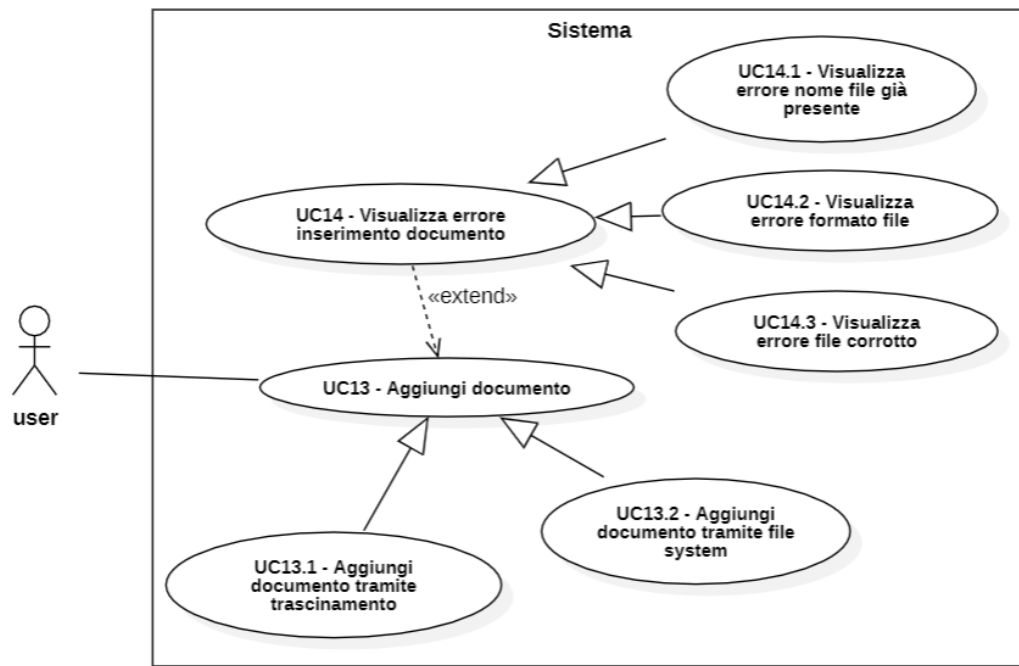 Sistema
UC14.1 - Visualizza
errore nome file già
presente
UC14 - Visualizza errore
inserimento documento
UC14.2 - Visualizza
errore formato file
«extend»
UC14.3 - Visualizza
errore file corrotto
UC13 - Aggiungi documento
user
UC13.2 - Aggiungi
documento tramite file
system
UC13.1 - Aggiungi
documento tramite
trascinamento